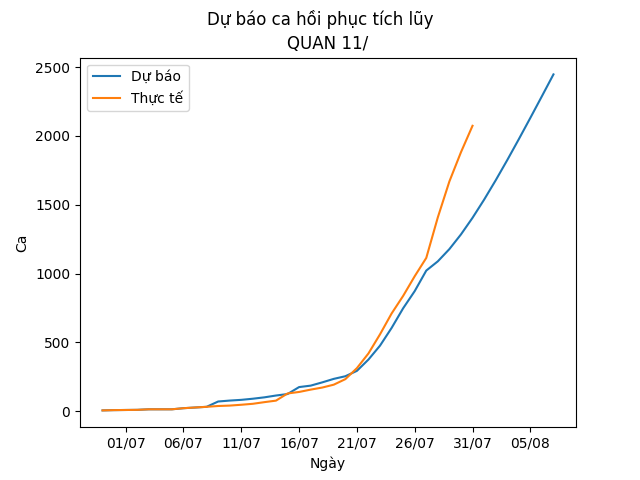 Dự báo ca hồi phục tích lũy
QUAN 11/
Dự báo
Thực tế
2500
2000
1500
1000
500
0
Ca
01/07
06/07
11/07
16/07
21/07
26/07
31/07
05/08
Ngày